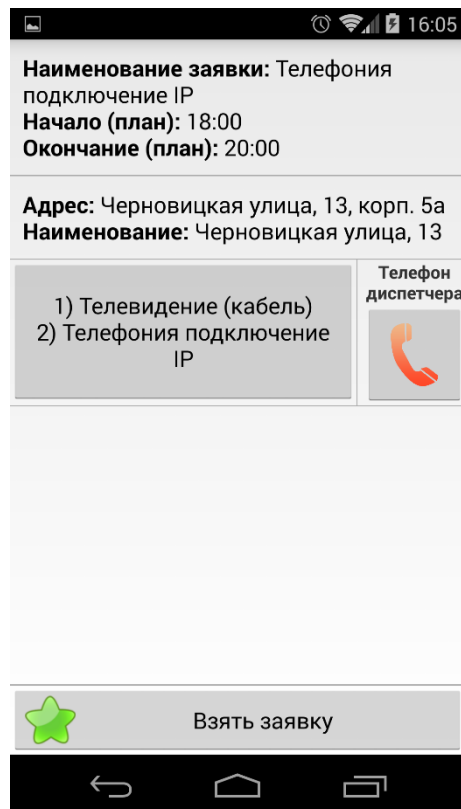 16:05
Наименование заявки: Телефония
подключение IP
Начало (план): 18:00
Окончание (план): 20:00
Адрес: Черновицкая улица, 13, корп. 5а
Наименование: Черновицкая улица, 13
1) Телевидение (кабель)
2) Телефония подключение
IP
Телефон
диспетчера
Взять заявку